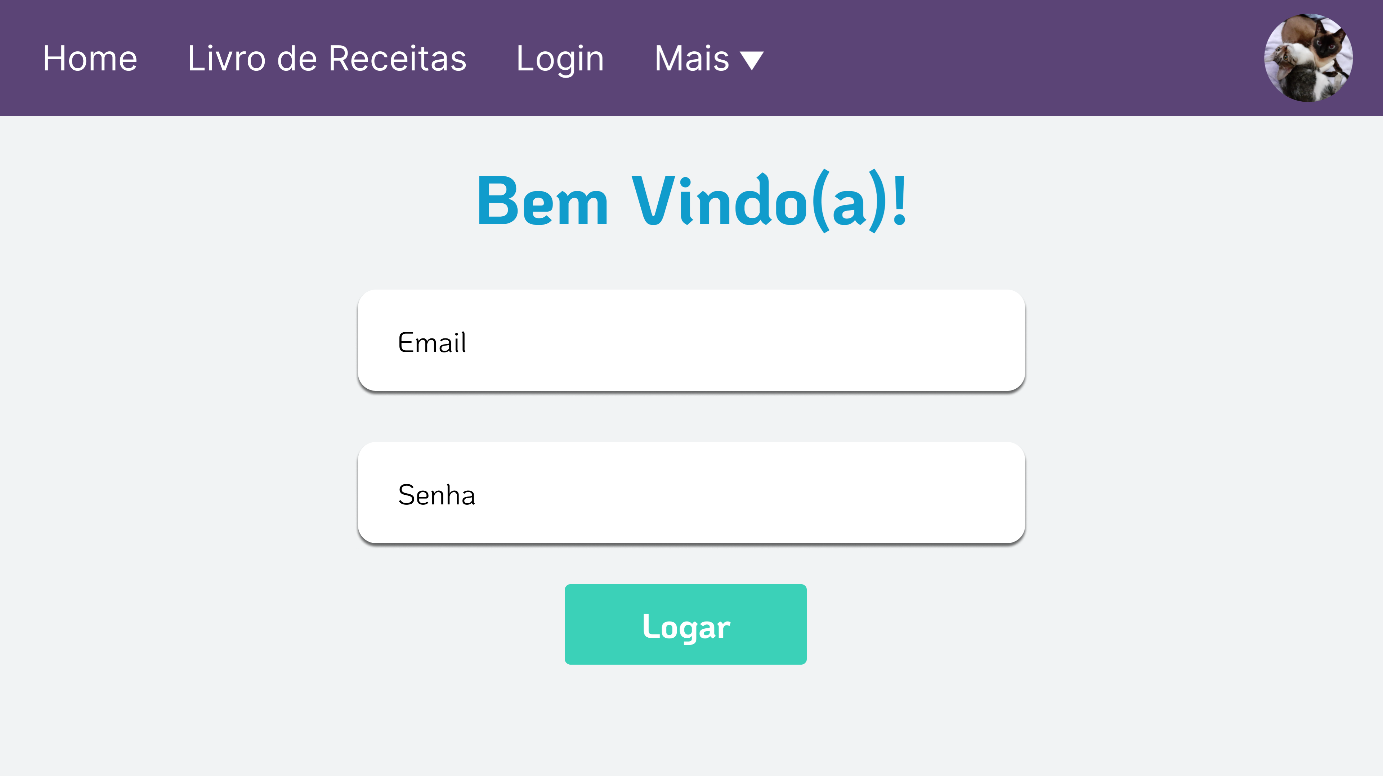 Home Livro de Receitas Login Mais ▼
Bem Vindo(a)!
Email
Senha
Logar